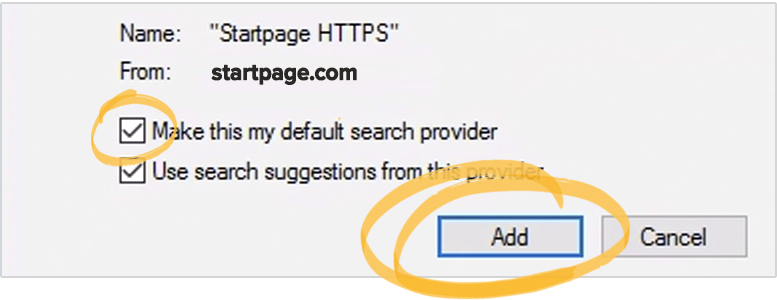 Name: "Startpage HTTPS"
From: startpage.com
Make this my default search provider
Use search suggestions from this provider
Add Cancel